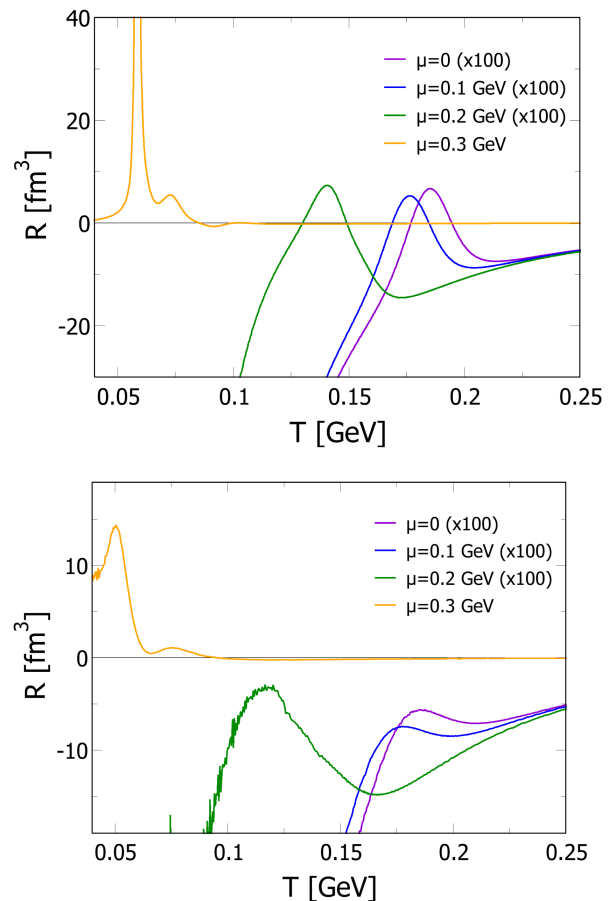 40
20
0
-20
R [fm³]
μ=0 (x100)
μ=0.1 GeV (x100)
μ=0.2 GeV (x100)
μ=0.3 GeV
0.05 0.1 0.15 0.2 0.25
T [GeV]
10
0
-10
R [fm³]
μ=0 (x100)
μ=0.1 GeV (x100)
μ=0.2 GeV (x100)
μ=0.3 GeV
0.05 0.1 0.15 0.2 0.25
T [GeV]